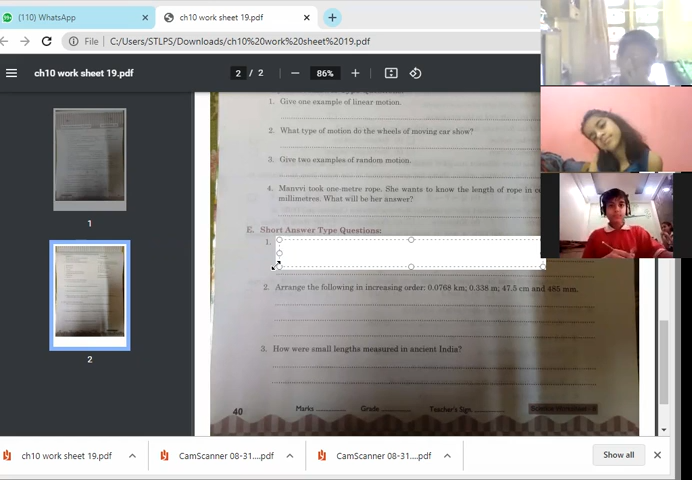 (110) WhatsApp
ch10 work sheet 19.pdf
File
C:/Users/STLPS/Downloads/ch10%20work%20sheet%2019.pdf
ch10 work sheet 19.pdf
2 / 2
86%
1. Give one example of linear motion.
2. What type of motion do the wheels of moving car show?
3. Give two examples of random motion.
4. Manvvi took one-metre rope. She wants to know the length of rope in
millimetres. What will be her answer?
E. Short Answer Type Questions:
1.
2. Arrange the following in increasing order: 0.0768 km, 0.338 m, 47.5 cm and 485 mm.
3. How were small lengths measured in ancient India?
40
Marks
Grade
Teacher's Sign.
1
2
ch10 work sheet 19.pdf
CamScanner 08-31....pdf
CamScanner 08-31....pdf
Show all